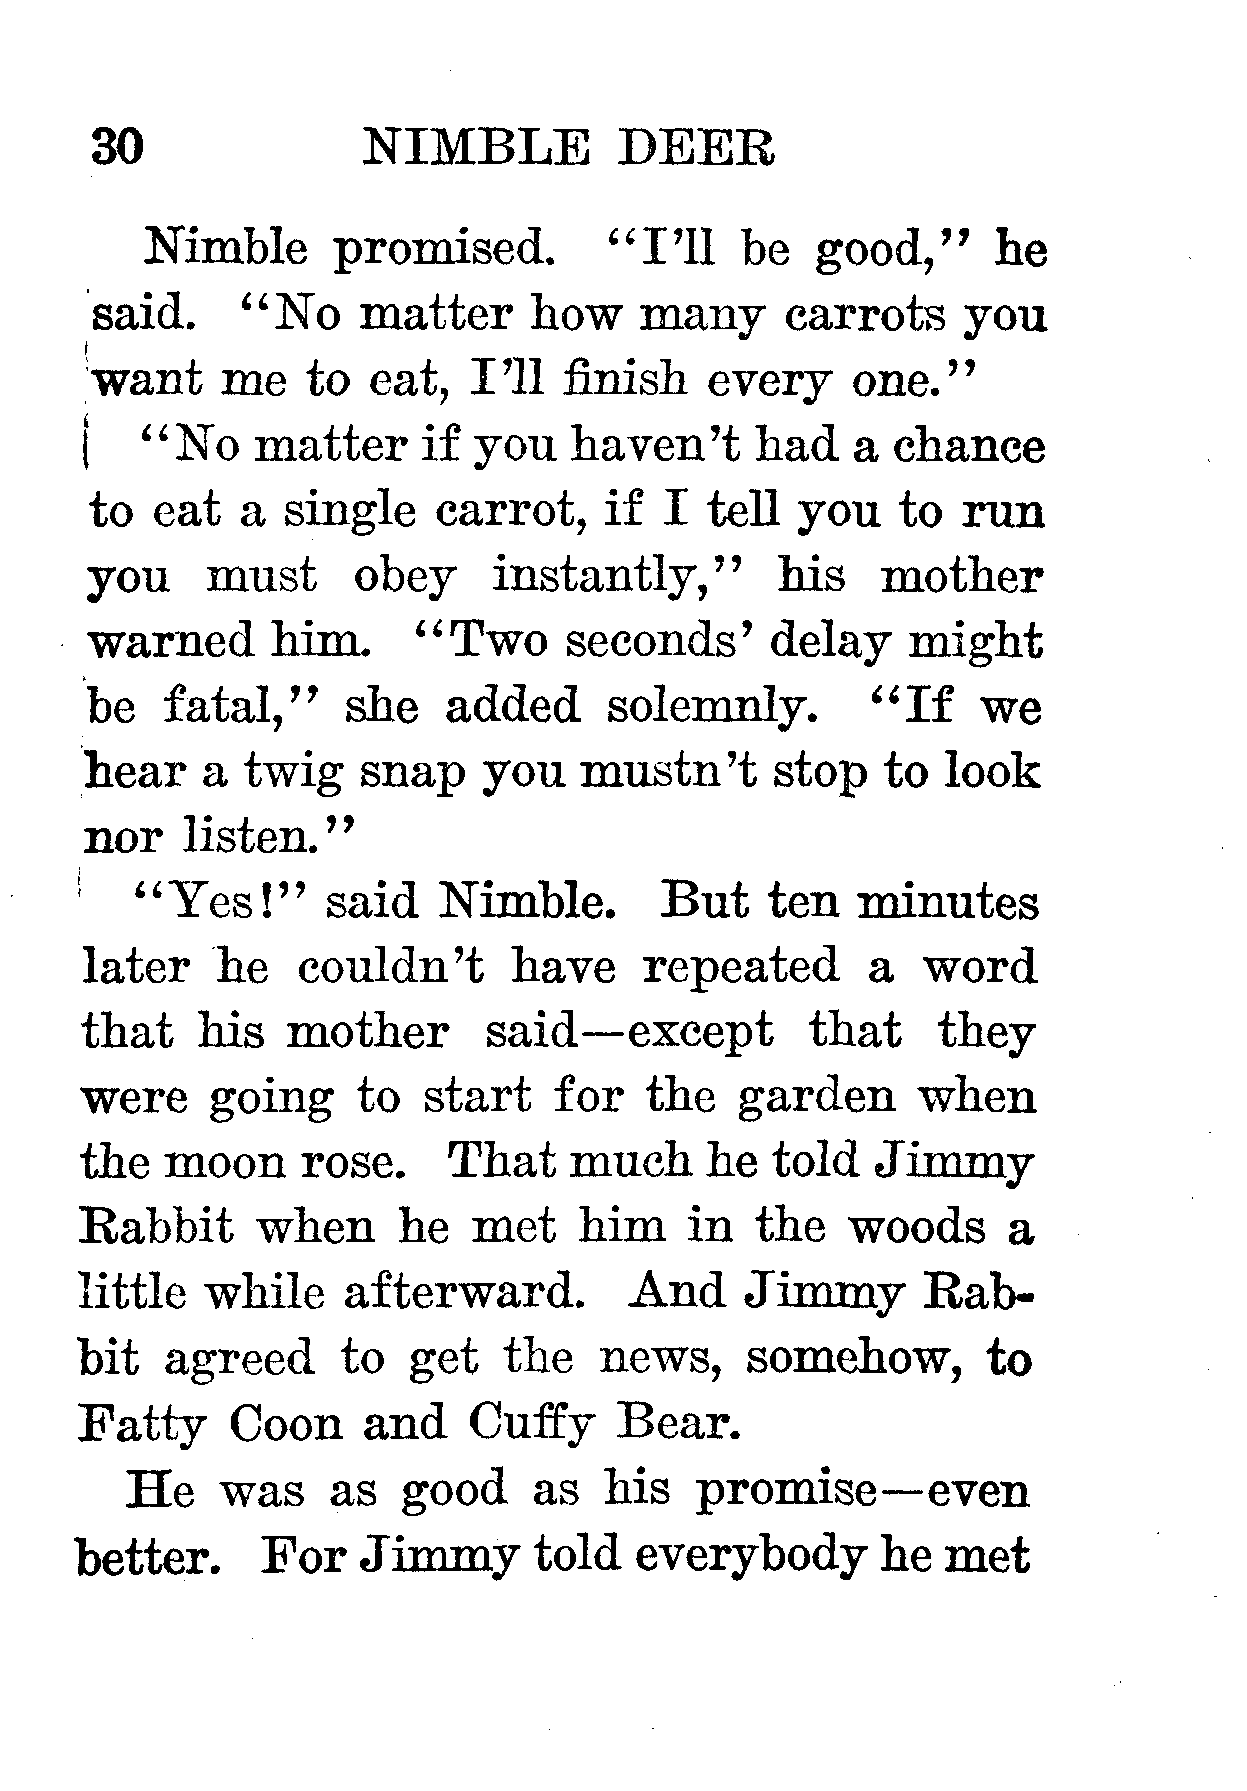 30 NIMBLE DEER
Nimble promised. "I'll be good," he
said. "No matter how many carrots you
want me to eat, I'll finish every one."
"No matter if you haven't had a chance
to eat a single carrot, if I tell you to run
you must obey instantly," his mother
warned him. "Two seconds' delay might
be fatal," she added solemnly. "If we
hear a twig snap you mustn't stop to look
nor listen."
"Yes!" said Nimble. But ten minutes
later he couldn't have repeated a word
that his mother said—except that they
were going to start for the garden when
the moon rose. That much he told Jimmy
Rabbit when he met him in the woods a
little while afterward. And Jimmy Rab-
bit agreed to get the news, somehow, to
Fatty Coon and Cuffy Bear.
He was as good as his promise—even
better. For Jimmy told everybody he met